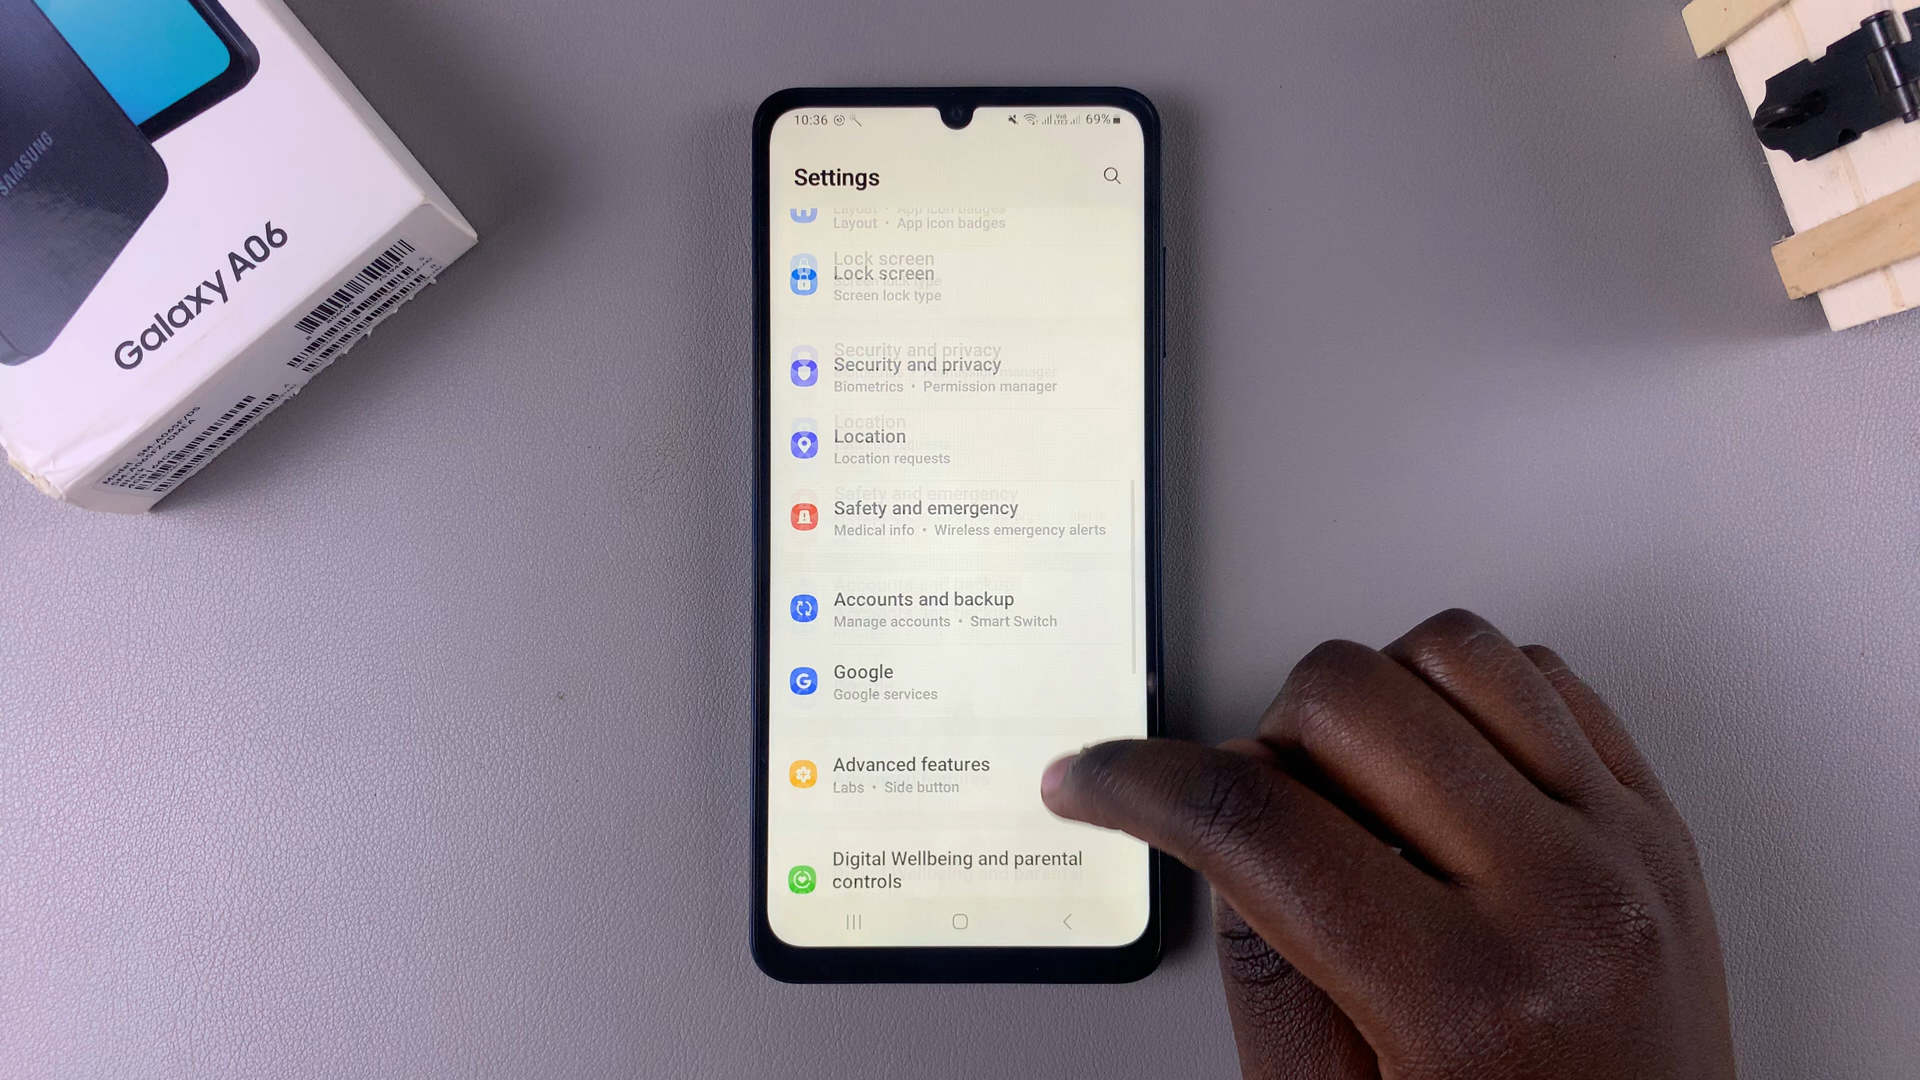 SAMSUNG
Galaxy A06
10:36
69%
Settings
Layout • App icon badges
Lock screen
Screen lock type
Security and privacy
Biometrics • Permission manager
Location
Location requests
Safety and emergency
Medical info • Wireless emergency alerts
Accounts and backup
Manage accounts • Smart Switch
Google
Google services
Advanced features
Labs • Side button
Digital Wellbeing and parental
controls